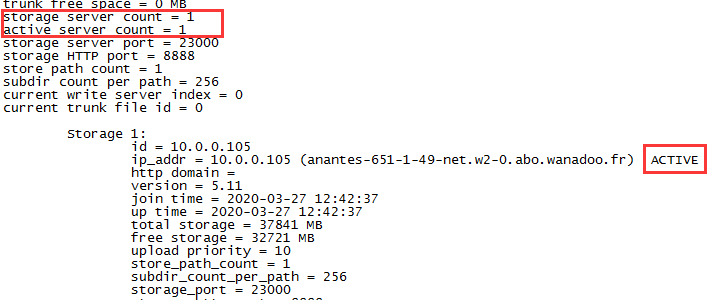 trunk free space = 0 MB
storage server count = 1
active server count = 1
storage server port = 23000
storage HTTP port = 8888
store path count = 1
subdir count per path = 256
current write server index = 0
current trunk file id = 0
Storage 1:
id = 10.0.0.105
ip_addr = 10.0.0.105 (anantes-651-1-49-net.w2-0.abo.wanadoo.fr) ACTIVE
http domain =
version = 5.11
join time = 2020-03-27 12:42:37
up time = 2020-03-27 12:42:37
total storage = 37841 MB
free storage = 32721 MB
upload priority = 10
store_path_count = 1
subdir_count_per_path = 256
storage_port = 23000